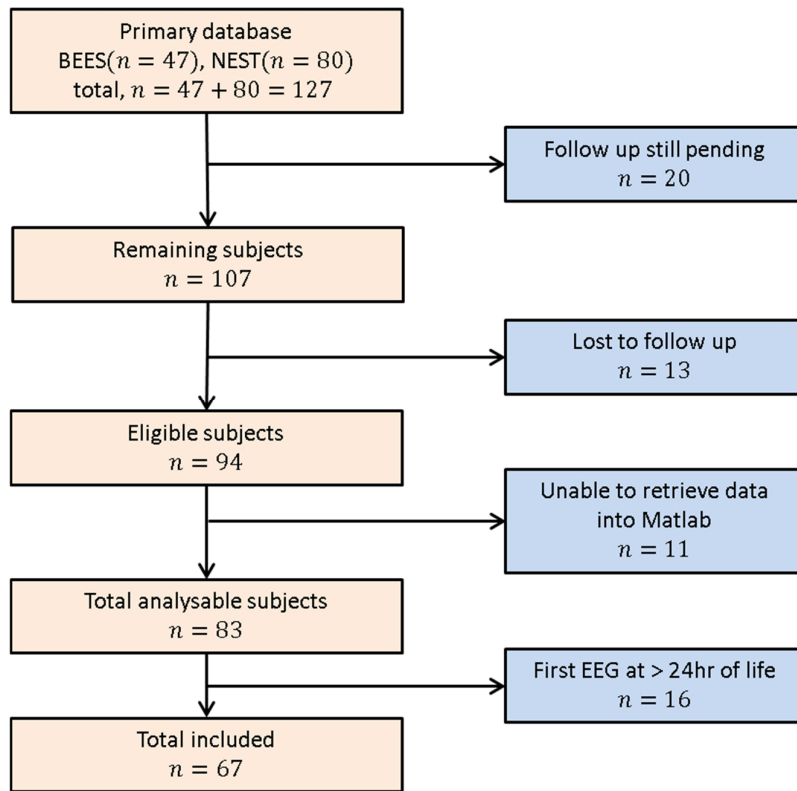 Primary database
BEES(n = 47), NEST(n = 80)
total, n = 47 + 80 = 127
Follow up still pending
n = 20
Remaining subjects
n = 107
Lost to follow up
n = 13
Eligible subjects
n = 94
Unable to retrieve data
into Matlab
n = 11
Total analysable subjects
n = 83
First EEG at > 24hr of life
n = 16
Total included
n = 67